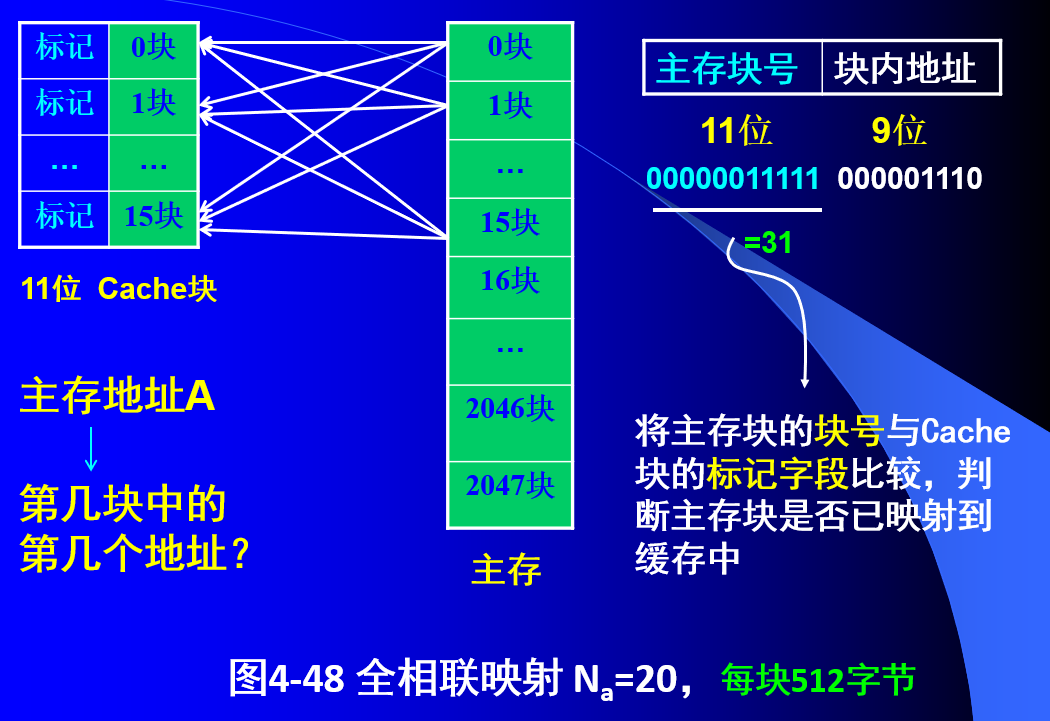 标记 0块
标记 1块
... ...
标记 15块
11位 Cache块
主存地址A
第几块中的
第几个地址?
0块
1块
...
15块
16块
...
2046块
2047块
主存
主存块号 块内地址
11位 9位
00000011111 000001110
=31
将主存块的块号与Cache
块的标记字段比较，判
断主存块是否已映射到
缓存中
图4-48 全相联映射 Na=20， 每块512字节